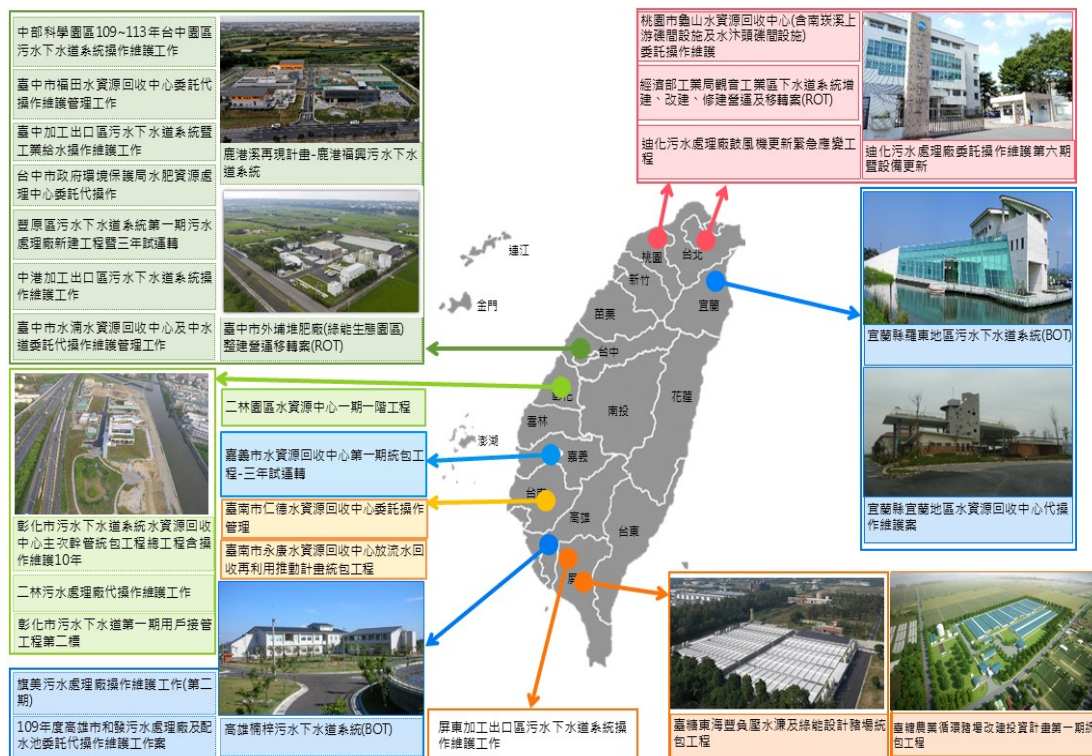 中部科學園區109~113年台中園區
污水下水道系統操作維護工作
臺中市福田水資源回收中心委託代
操作維護管理工作
臺中加工出口區污水下水道系統暨
工業給水操作維護工作
台中市政府環境保護局水肥資源處
理中心委託代操作
豐原區污水下水道系統第一期污水
處理廠新建工程暨三年試運轉
中港加工出口區污水下水道系統操
作維護工作
臺中市水湳水資源回收中心及中水
道委託代操作維護管理工作
鹿港溪再現計畫-鹿港福興污水下水
道系統
臺中市外埔堆肥廠(綠能生態園區)
整建營運移轉案(ROT)
桃園市龜山水資源回收中心(含南崁溪上
游礫間設施及水汴頭礫間設施)
委託操作維護
經濟部工業局觀音工業區下水道系統增
建、改建、修建營運及移轉案(ROT)
迪化污水處理廠鼓風機更新緊急應變工
程
迪化污水處理廠委託操作維護第六期
暨設備更新
宜蘭縣羅東地區污水下水道系統(BOT)
宜蘭縣宜蘭地區水資源回收中心代操
作維護案
連江
金門
澎湖
桃園
台北
新竹
宜蘭
苗栗
台中
彰化
南投
花蓮
雲林
嘉義
台南
高雄
台東
屏
二林園區水資源中心一期一階工程
嘉義市水資源回收中心第一期統包工
程-三年試運轉
臺南市仁德水資源回收中心委託操作
管理
臺南市永康水資源回收中心放流水回
收再利用推動計畫統包工程
彰化市污水下水道系統水資源回收
中心主次幹管統包工程總工程含操
作維護10年
二林污水處理廠代操作維護工作
彰化市污水下水道第一期用戶接管
工程第二標
旗美污水處理廠操作維護工作(第二
期)
109年度高雄市和發污水處理廠及配
水池委託代操作維護工作案
高雄楠梓污水下水道系統(BOT)
屏東加工出口區污水下水道系統操
作維護工作
臺糖東海豐負壓水濂及綠能設計豬場統
包工程
臺糖農業循環豬場改建投資計畫第一期統
包工程